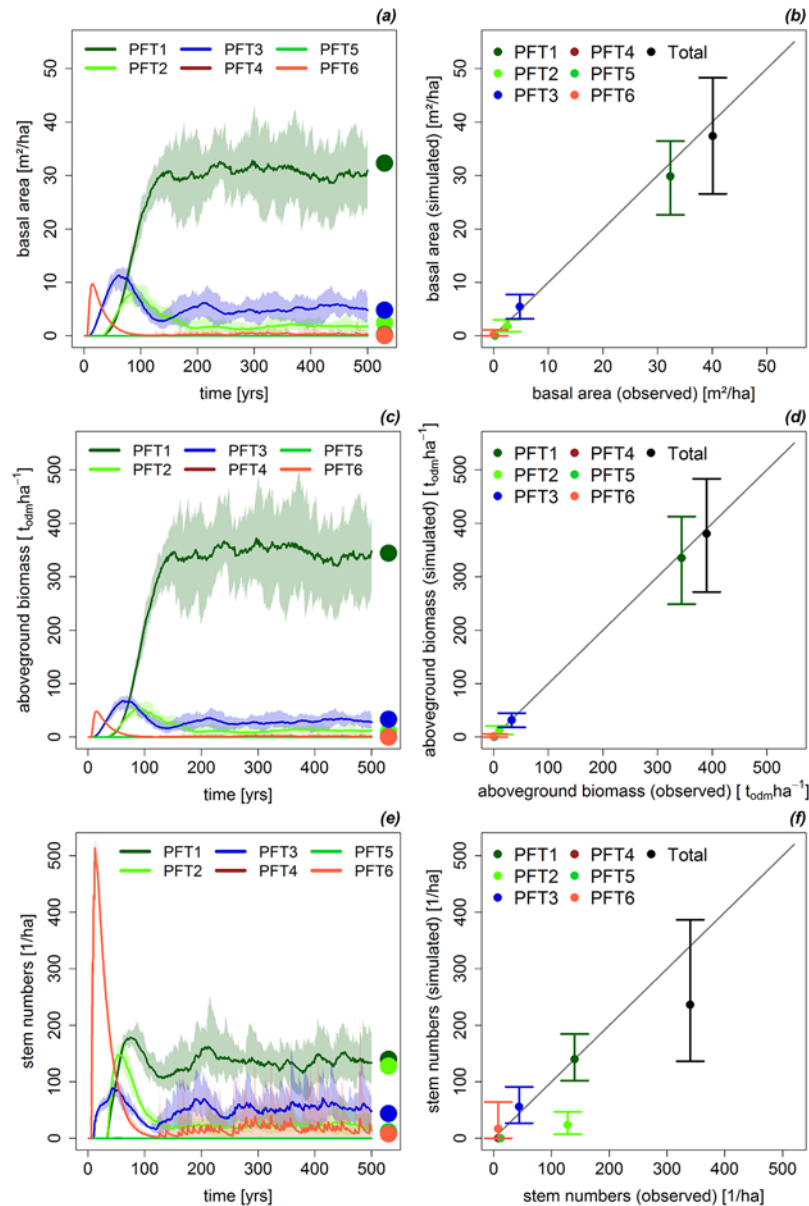 (a)
PFT1 PFT3 PFT5
PFT2 PFT4 PFT6
basal area [m²/ha]
50
40
30
20
10
0
0 100 200 300 400 500
time [yrs]
(b)
PFT1 PFT4 Total
PFT2 PFT5
PFT3 PFT6
basal area (simulated) [m²/ha]
50
40
30
20
10
0
0 10 20 30 40 50
basal area (observed) [m²/ha]
(c)
PFT1 PFT3 PFT5
PFT2 PFT4 PFT6
aboveground biomass [ t_odm ha⁻¹]
500
400
300
200
100
0
0 100 200 300 400 500
time [yrs]
(d)
PFT1 PFT4 Total
PFT2 PFT5
PFT3 PFT6
aboveground biomass (simulated) [ t_odm ha⁻¹]
500
400
300
200
100
0
0 100 200 300 400 500
aboveground biomass (observed) [ t_odm ha⁻¹]
(e)
PFT1 PFT3 PFT5
PFT2 PFT4 PFT6
stem numbers [1/ha]
500
400
300
200
100
0
0 100 200 300 400 500
time [yrs]
(f)
PFT1 PFT4 Total
PFT2 PFT5
PFT3 PFT6
stem numbers (simulated) [1/ha]
500
400
300
200
100
0
0 100 200 300 400 500
stem numbers (observed) [1/ha]